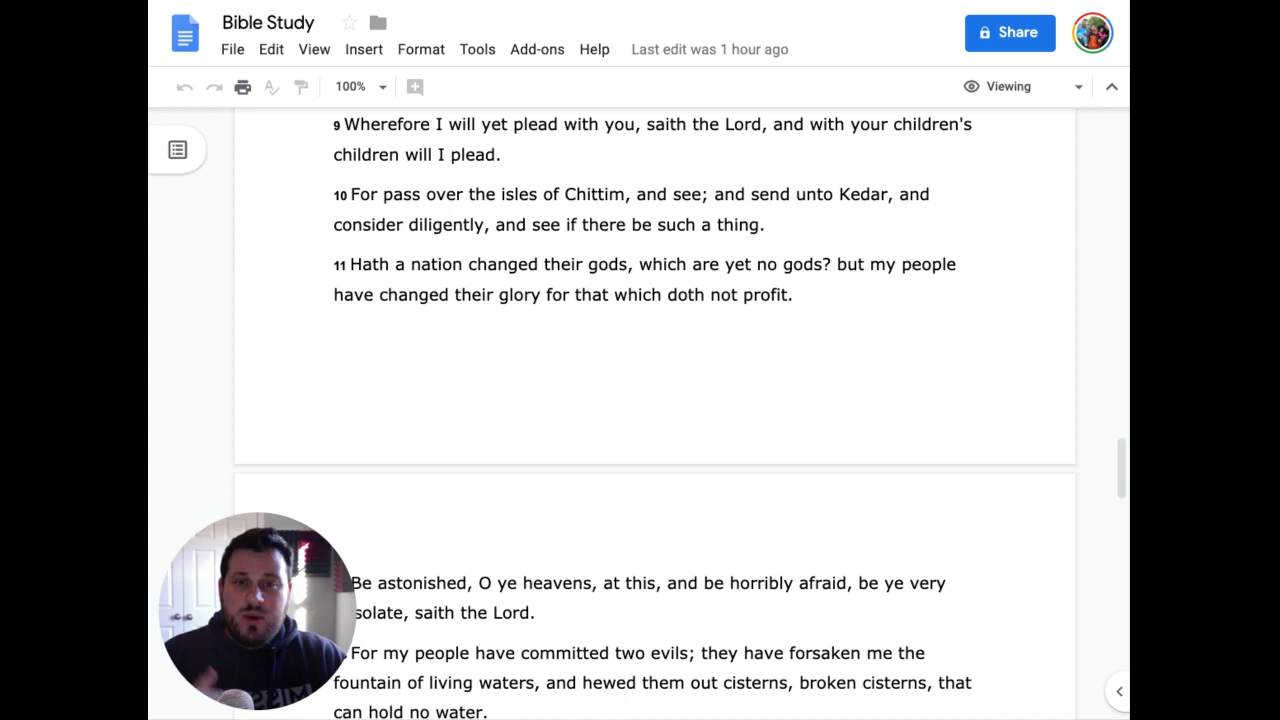 Bible Study
File Edit View Insert Format Tools Add-ons Help Last edit was 1 hour ago
Share
100%
Viewing
9 Wherefore I will yet plead with you, saith the Lord, and with your children's
children will I plead.
10 For pass over the isles of Chittim, and see; and send unto Kedar, and
consider diligently, and see if there be such a thing.
11 Hath a nation changed their gods, which are yet no gods? but my people
have changed their glory for that which doth not profit.
Be astonished, O ye heavens, at this, and be horribly afraid, be ye very
solate, saith the Lord.
For my people have committed two evils; they have forsaken me the
fountain of living waters, and hewed them out cisterns, broken cisterns, that
can hold no water.